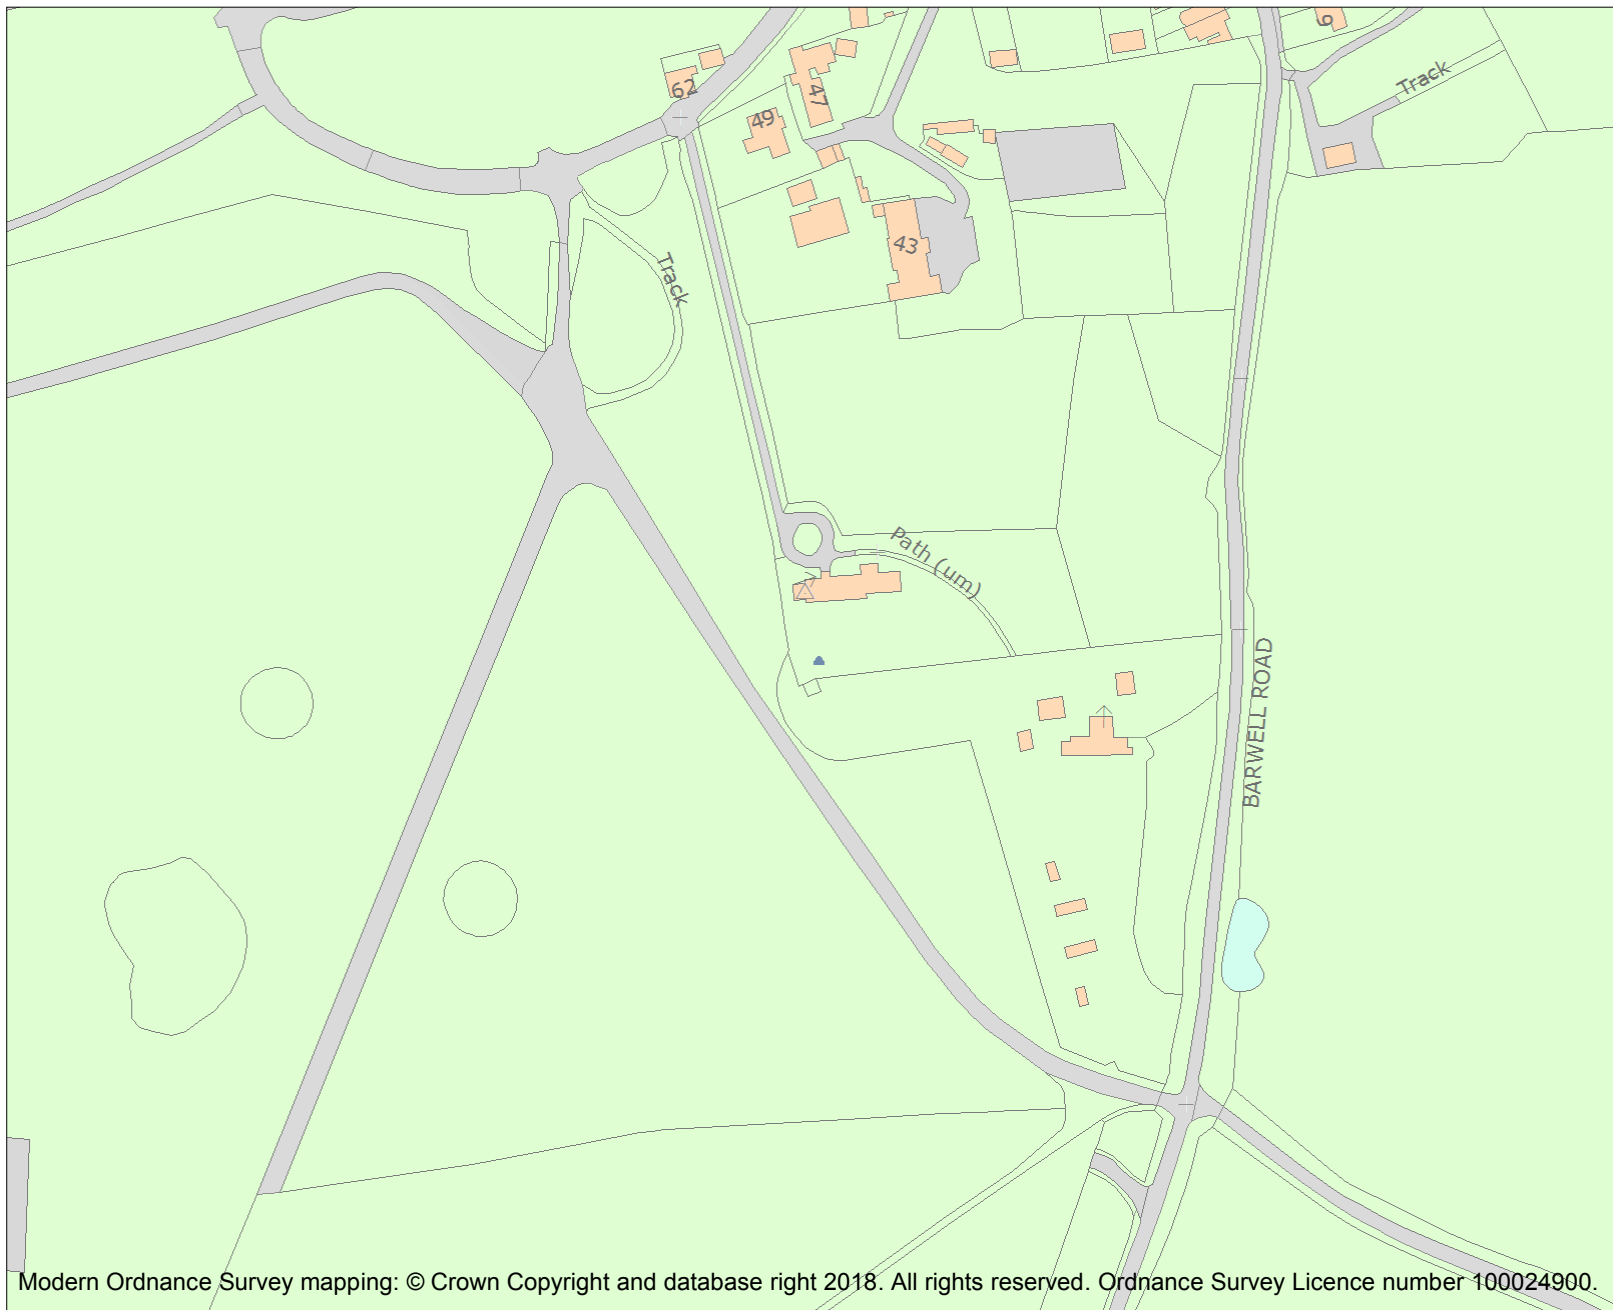 9
62
47
49
Track
43
Track
Path (um)
BARWELL ROAD
Modern Ordnance Survey mapping: © Crown Copyright and database right 2018. All rights reserved. Ordnance Survey Licence number 100024900.